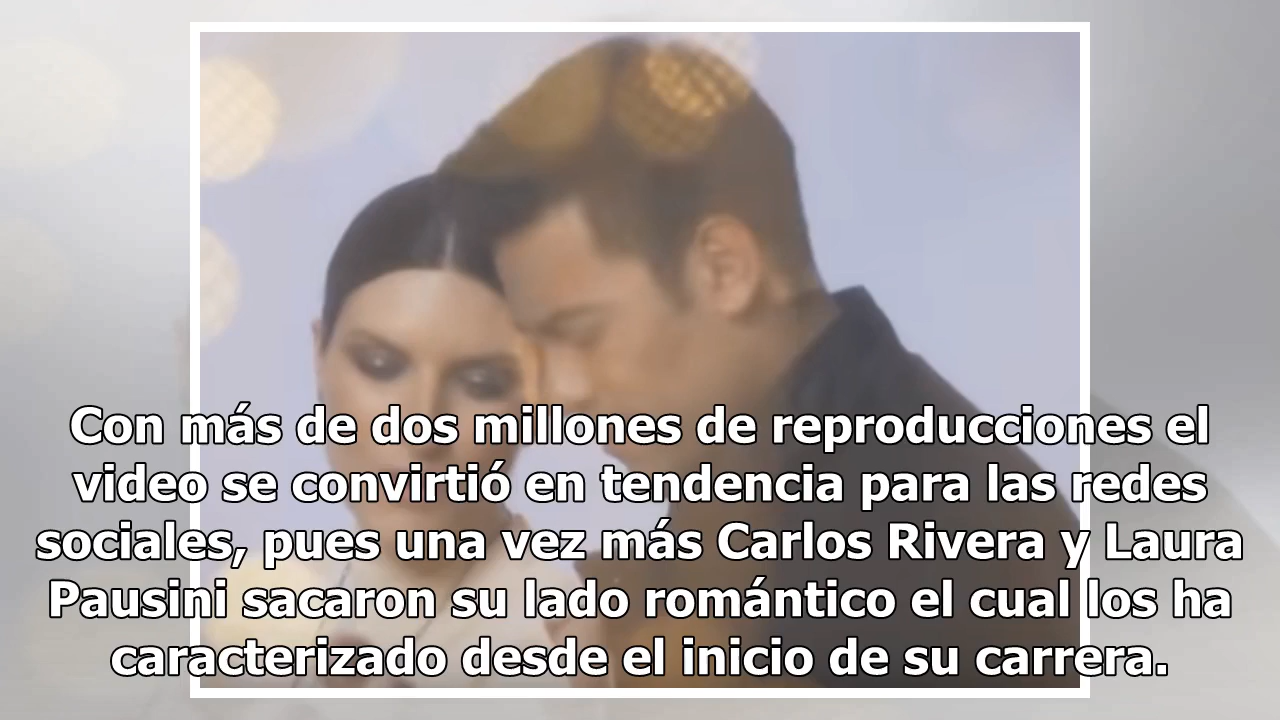 Con más de dos millones de reproducciones el
video se convirtió en tendencia para las redes
sociales, pues una vez más Carlos Rivera y Laura
Pausini sacaron su lado romántico el cual los ha
caracterizado desde el inicio de su carrera.